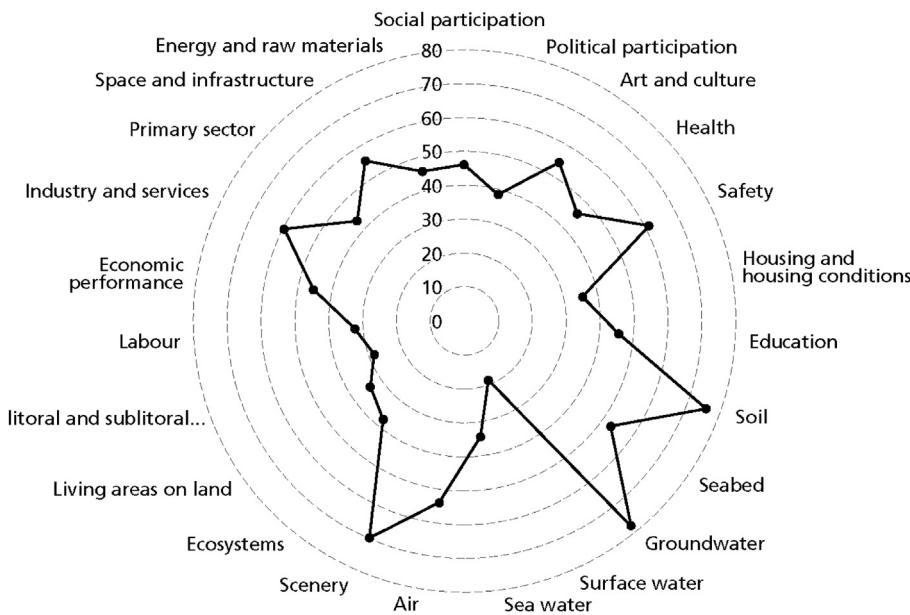 Social participation
Energy and raw materials
Political participation
Space and infrastructure
Art and culture
Primary sector
Health
Industry and services
Safety
Economic
performance
Housing and
housing conditions
Labour
Education
litoral and sublitoral...
Soil
Living areas on land
Seabed
Ecosystems
Groundwater
Scenery
Surface water
Air
Sea water
80
70
60
50
40
30
20
10
0